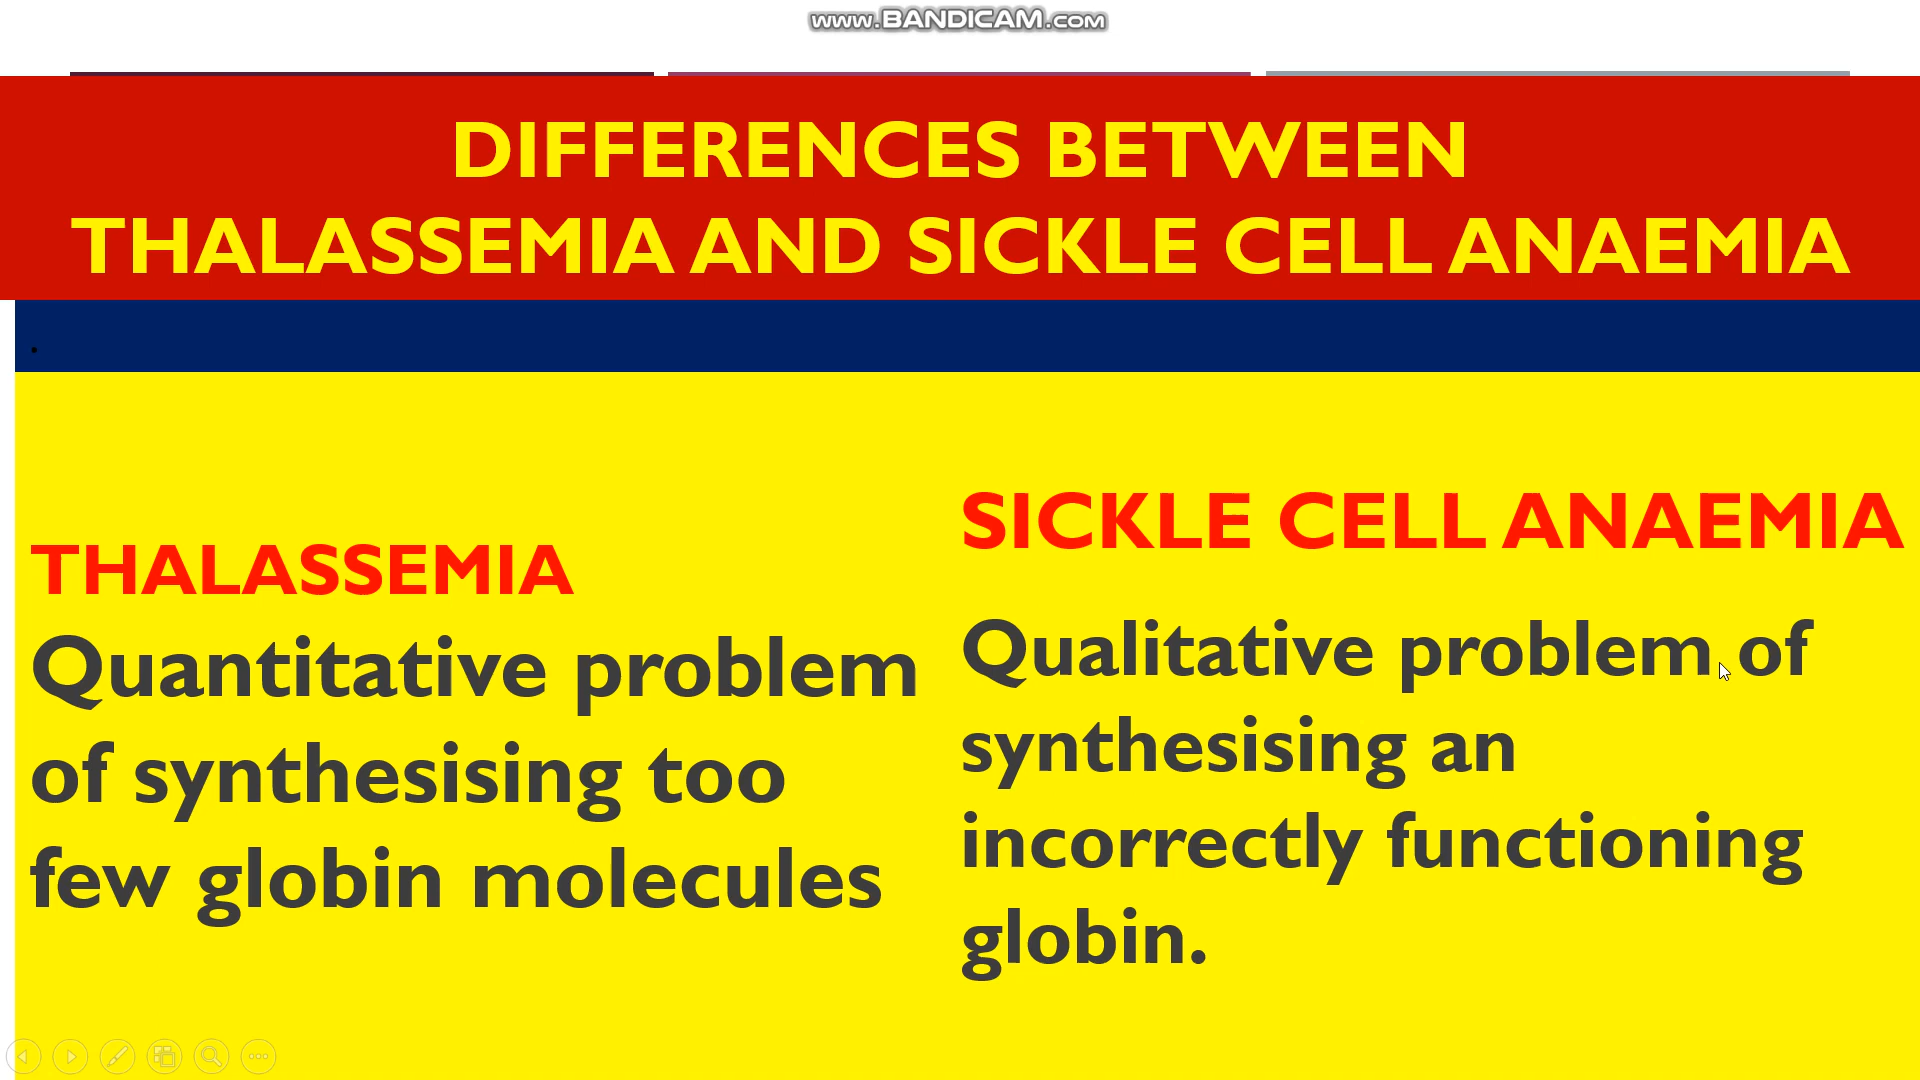 www.BANDICAM.com
DIFFERENCES BETWEEN
THALASSEMIA AND SICKLE CELL ANAEMIA
.
THALASSEMIA
Quantitative problem
of synthesising too
few globin molecules
SICKLE CELL ANAEMIA
Qualitative problem of
synthesising an
incorrectly functioning
globin.